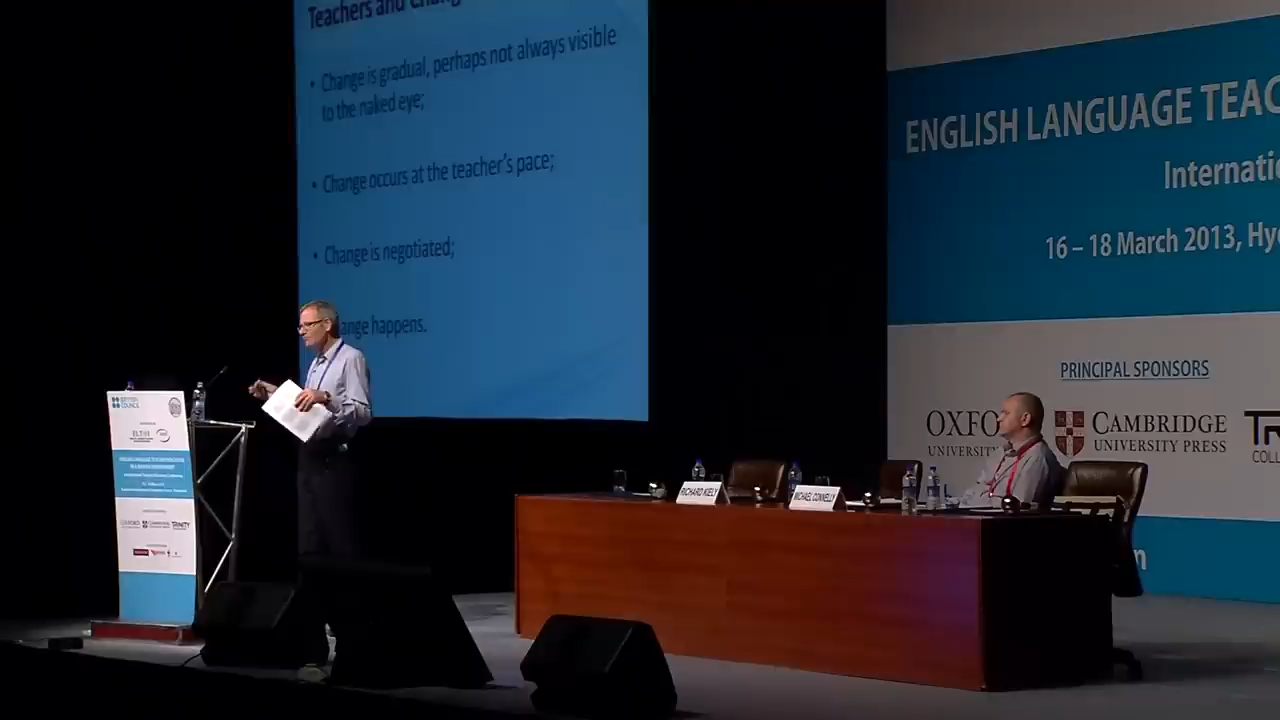 Teachers and Chang
• Change is gradual, perhaps not always visible
to the naked eye;
• Change occurs at the teacher's pace;
• Change is negotiated;
ange happens.
ENGLISH LANGUAGE TEAC
Internatio
16 – 18 March 2013, Hy
PRINCIPAL SPONSORS
OXFO
UNIVERSIT
CAMBRIDGE
UNIVERSITY PRESS
TR
COLL
n
RICHARD KIELY
MICHAEL CONNELLY
BRITISH
COUNCIL
TRINITY